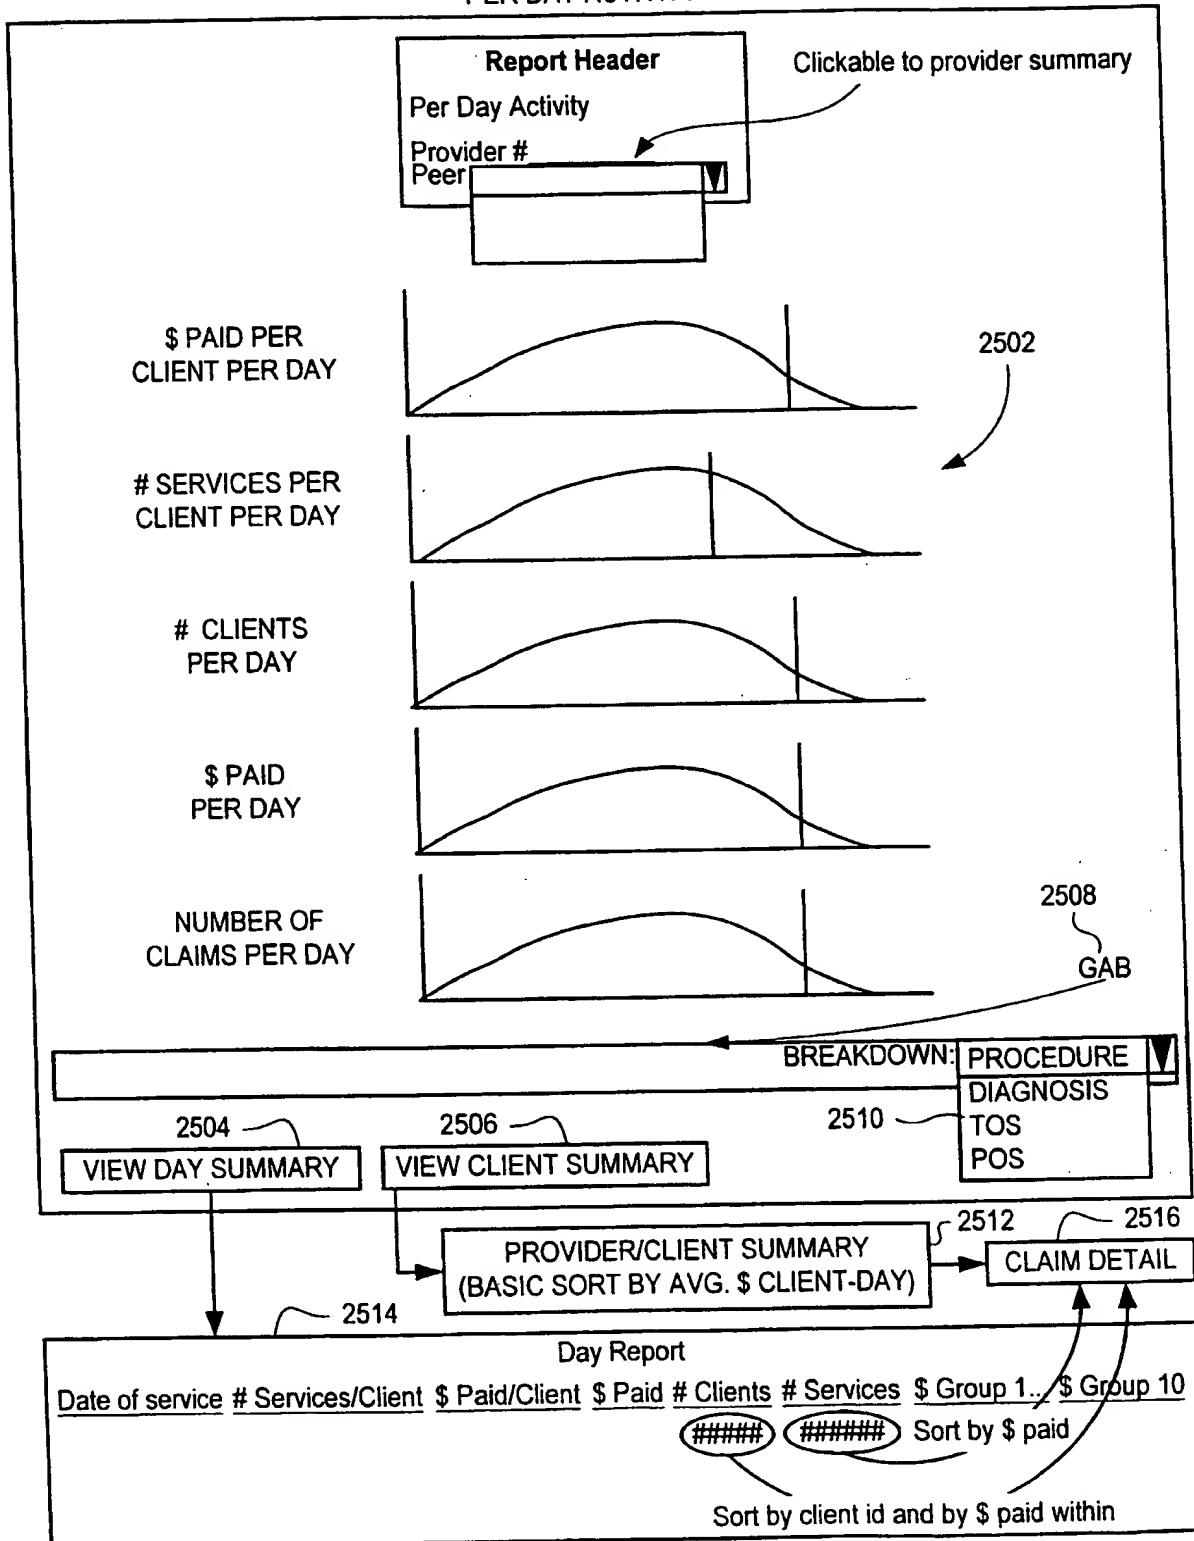 PER DAY ACTIVITY
Report Header
Clickable to provider summary
Per Day Activity
Provider #
Peer
$ PAID PER
CLIENT PER DAY
2502
# SERVICES PER
CLIENT PER DAY
# CLIENTS
PER DAY
$ PAID
PER DAY
NUMBER OF
CLAIMS PER DAY
2508
GAB
BREAKDOWN:
PROCEDURE
DIAGNOSIS
TOS
POS
2510
2504
2506
VIEW DAY SUMMARY
VIEW CLIENT SUMMARY
2512
2516
PROVIDER/CLIENT SUMMARY
(BASIC SORT BY AVG. $ CLIENT-DAY)
CLAIM DETAIL
2514
Day Report
Date of service # Services/Client $ Paid/Client $ Paid # Clients # Services $ Group 1... $ Group 10
##### ###### Sort by $ paid
Sort by client id and by $ paid within